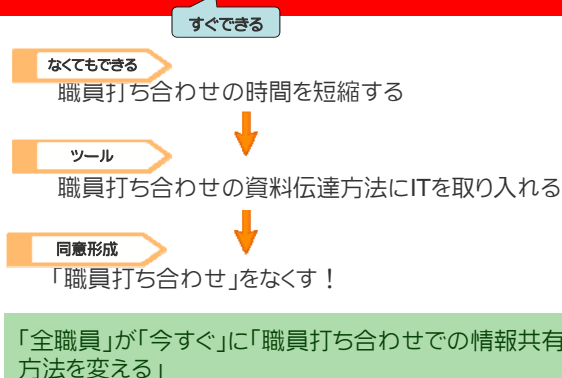 すぐできる
なくてもできる
職員打ち合わせの時間を短縮する
ツール
職員打ち合わせの資料伝達方法にITを取り入れる
同意形成
「職員打ち合わせ」をなくす！
「全職員」が「今すぐ」に「職員打ち合わせでの情報共有
方法を変える」